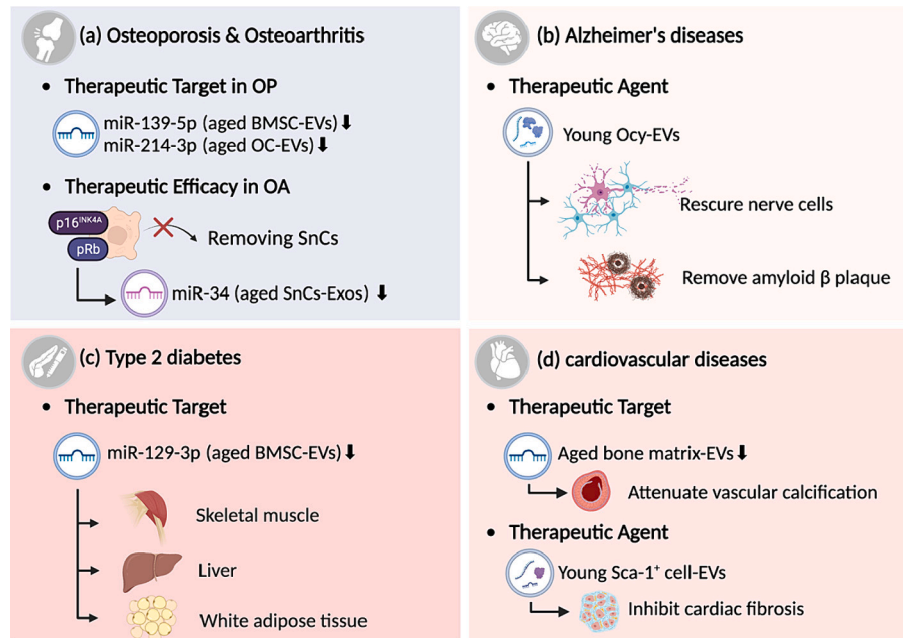 (a) Osteoporosis & Osteoarthritis
• Therapeutic Target in OP
miR-139-5p (aged BMSC-EVs)⬇
miR-214-3p (aged OC-EVs)⬇
• Therapeutic Efficacy in OA
p16INK4A
pRb
Removing SnCs
miR-34 (aged SnCs-Exos) ⬇
(b) Alzheimer's diseases
• Therapeutic Agent
Young Ocy-EVs
Rescure nerve cells
Remove amyloid β plaque
(c) Type 2 diabetes
• Therapeutic Target
miR-129-3p (aged BMSC-EVs)⬇
Skeletal muscle
Liver
White adipose tissue
(d) cardiovascular diseases
• Therapeutic Target
Aged bone matrix-EVs⬇
Attenuate vascular calcification
• Therapeutic Agent
Young Sca-1⁺ cell-EVs
Inhibit cardiac fibrosis